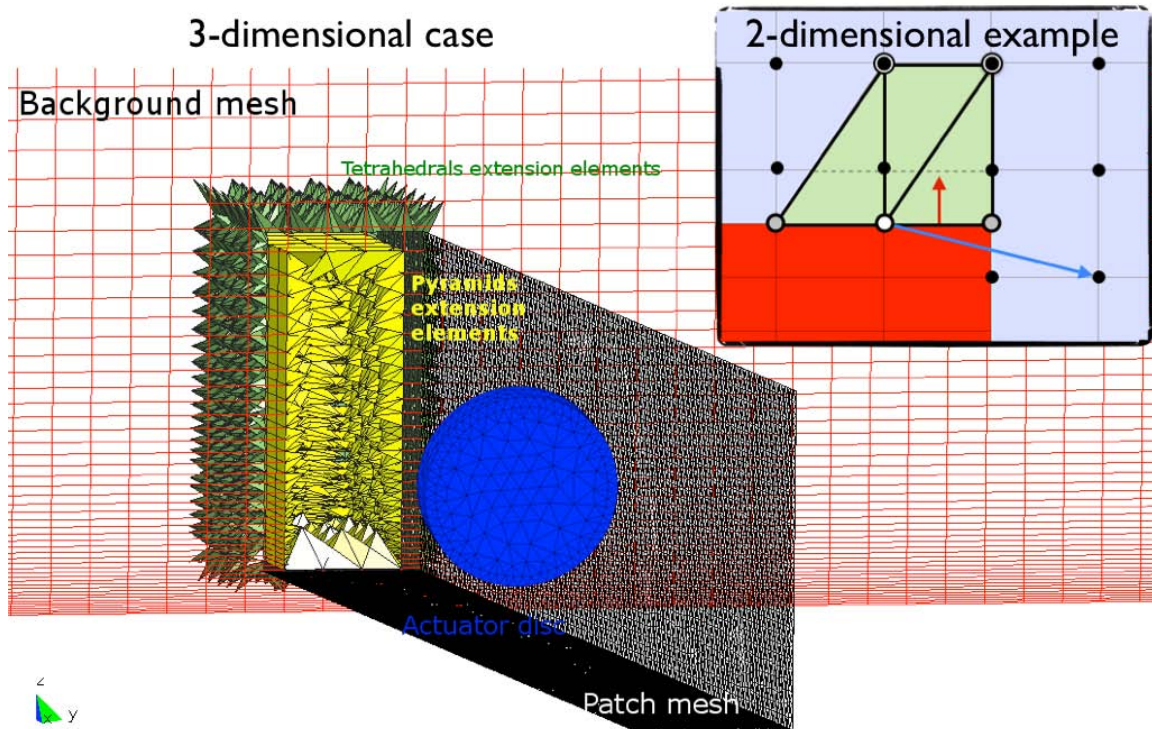 3-dimensional case
2-dimensional example
Background mesh
Tetrahedrals extension elements
Pyramids
extension
elements
Actuator disc
Patch mesh
z
x
y